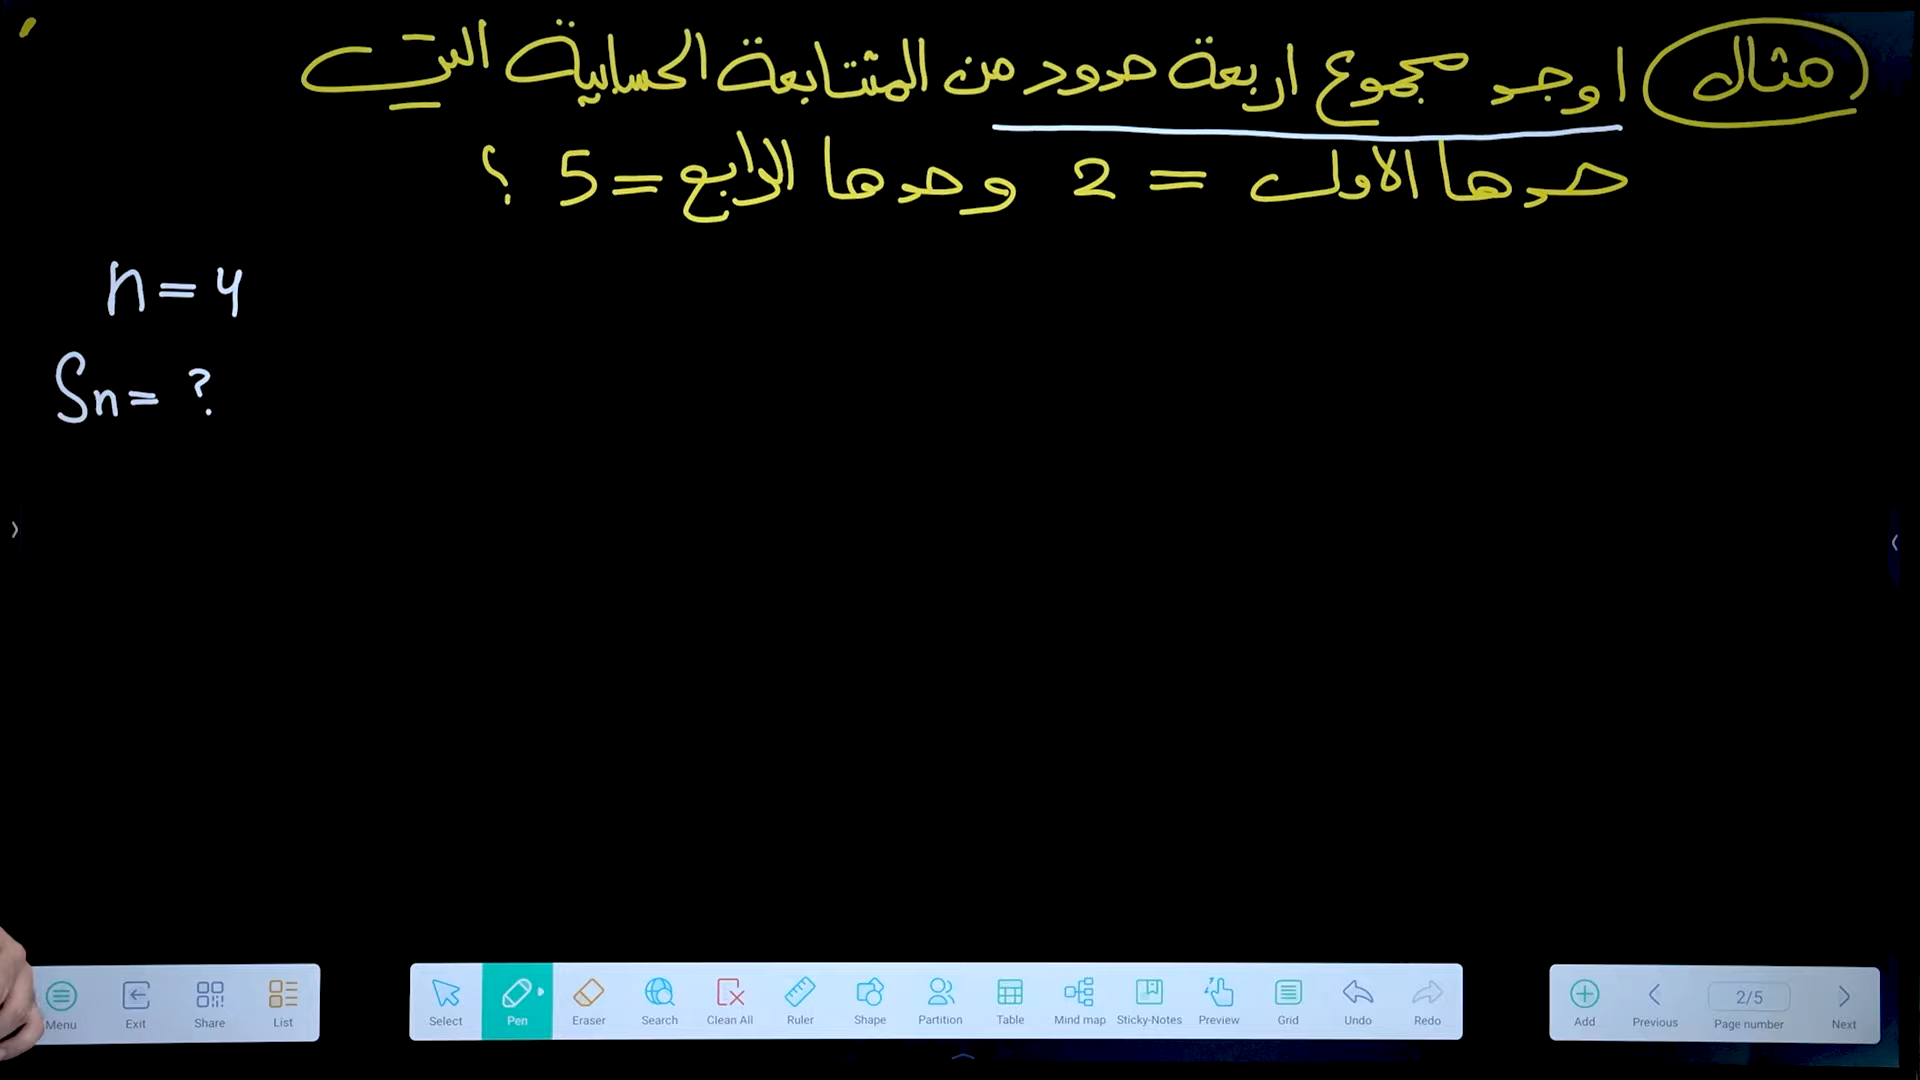 مثال اوجد مجموع اربعة حدود من المتتابعة الحسابية التي
حدها الاول = 2 وحدها الرابع = 5 ؟
n = 4
Sn = ?
Menu Exit Share List Select Pen Eraser Search Clean All Ruler Shape Partition Table Mind map Sticky-Notes Preview Grid Undo Redo Add Previous 2/5 Page number Next